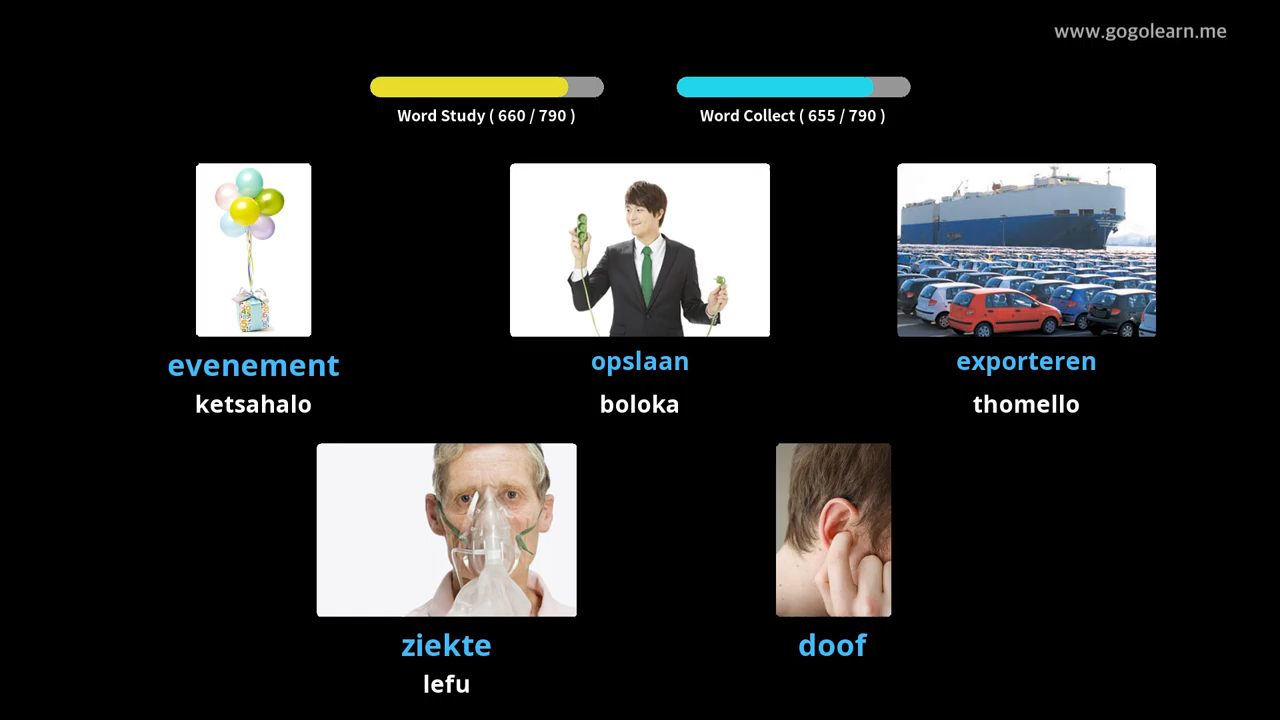 www.gogolearn.me
Word Study ( 660 / 790 )
Word Collect ( 655 / 790 )
evenement
ketsahalo
opslaan
boloka
exporteren
thomello
ziekte
lefu
doof